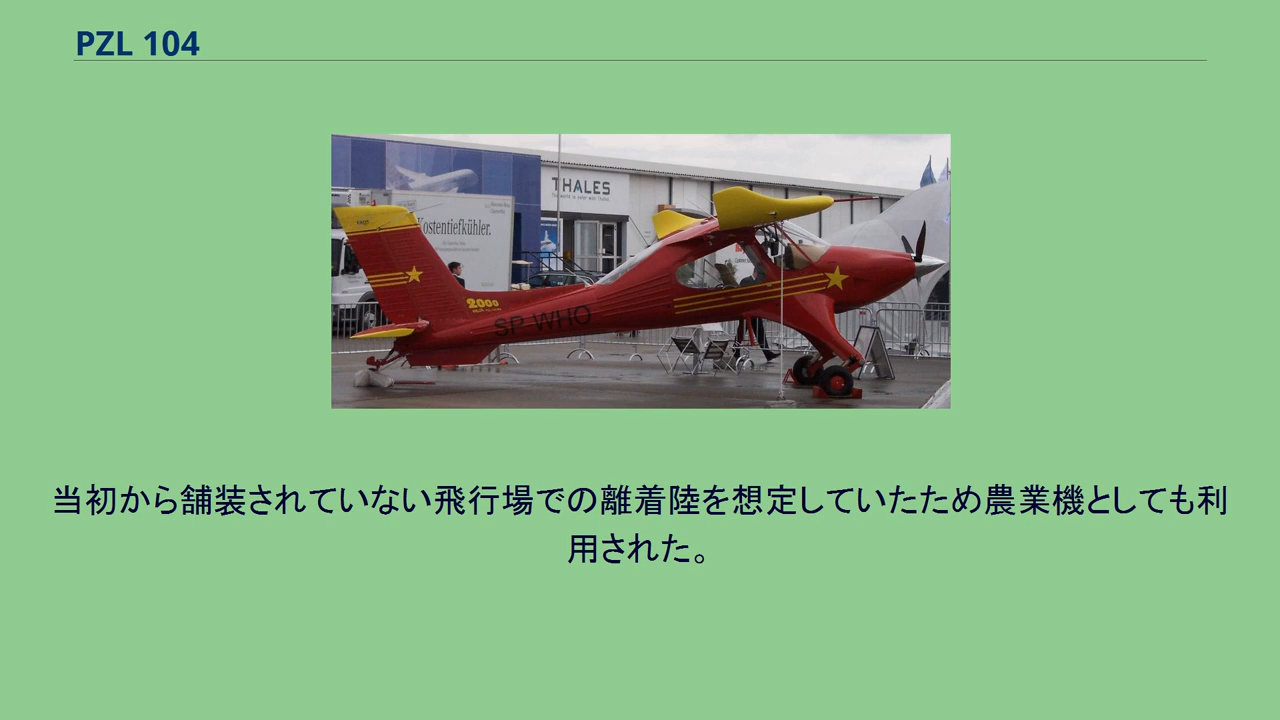 PZL 104
THALES
Kostentiefkühler.
2000
SP-WHO
当初から舗装されていない飛行場での離着陸を想定していたため農業機としても利
用された。